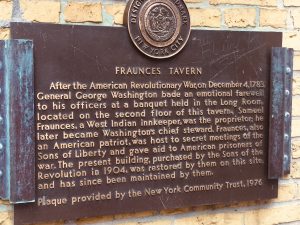 NEW YORK CITY
FRAUNCES TAVERN
After the American Revolutionary War, on December 4, 1783,
General George Washington bade an emotional farewell
to his officers at a banquet held in the Long Room,
located on the second floor of this tavern. Samuel
Fraunces, a West Indian innkeeper, was the proprietor; he
later became Washington's chief steward. Fraunces, also
an American patriot, was host to secret meetings of the
Sons of Liberty and gave aid to American prisoners of
war. The present building, purchased by the Sons of the
Revolution in 1904, was restored by them on this site
and has since been maintained by them.
Plaque provided by the New York Community Trust, 1976